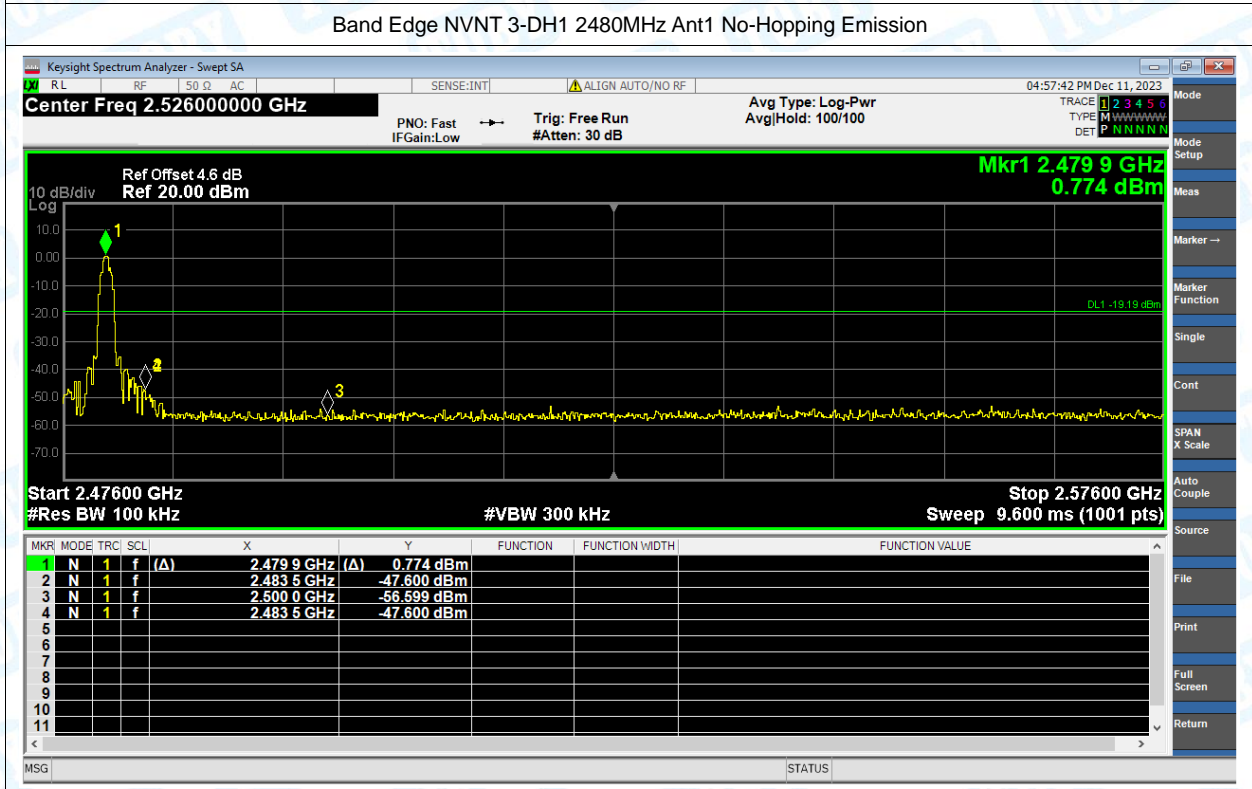 Band Edge NVNT 3-DH1 2480MHz Ant1 No-Hopping Emission
Keysight Spectrum Analyzer - Swept SA
LXI RL RF 50 Ω AC SENSE:INT ALIGN AUTO/NO RF 04:57:42 PM Dec 11, 2023
Center Freq 2.526000000 GHz
PNO: Fast
IFGain:Low
Trig: Free Run
#Atten: 30 dB
Avg Type: Log-Pwr
Avg|Hold: 100/100
TRACE 1 2 3 4 5 6
TYPE M WWWWW
DET P N N N N N
Mkr1 2.479 9 GHz
0.774 dBm
Ref Offset 4.6 dB
10 dB/div Ref 20.00 dBm
Log
10.0
0.00
-10.0
-20.0
-30.0
-40.0
-50.0
-60.0
-70.0
1
3
DL1 -19.19 dBm
Start 2.47600 GHz Stop 2.57600 GHz
#Res BW 100 kHz #VBW 300 kHz Sweep 9.600 ms (1001 pts)
MKR MODE TRC SCL X Y FUNCTION FUNCTION WIDTH FUNCTION VALUE
1 N 1 f (Δ) 2.479 9 GHz (Δ) 0.774 dBm
2 N 1 f 2.483 5 GHz -47.600 dBm
3 N 1 f 2.500 0 GHz -56.599 dBm
4 N 1 f 2.483 5 GHz -47.600 dBm
5
6
7
8
9
10
11
MSG STATUS
Mode
Mode
Setup
Meas
Marker →
Marker
Function
Single
Cont
SPAN
X Scale
Auto
Couple
Source
File
Print
Full
Screen
Return